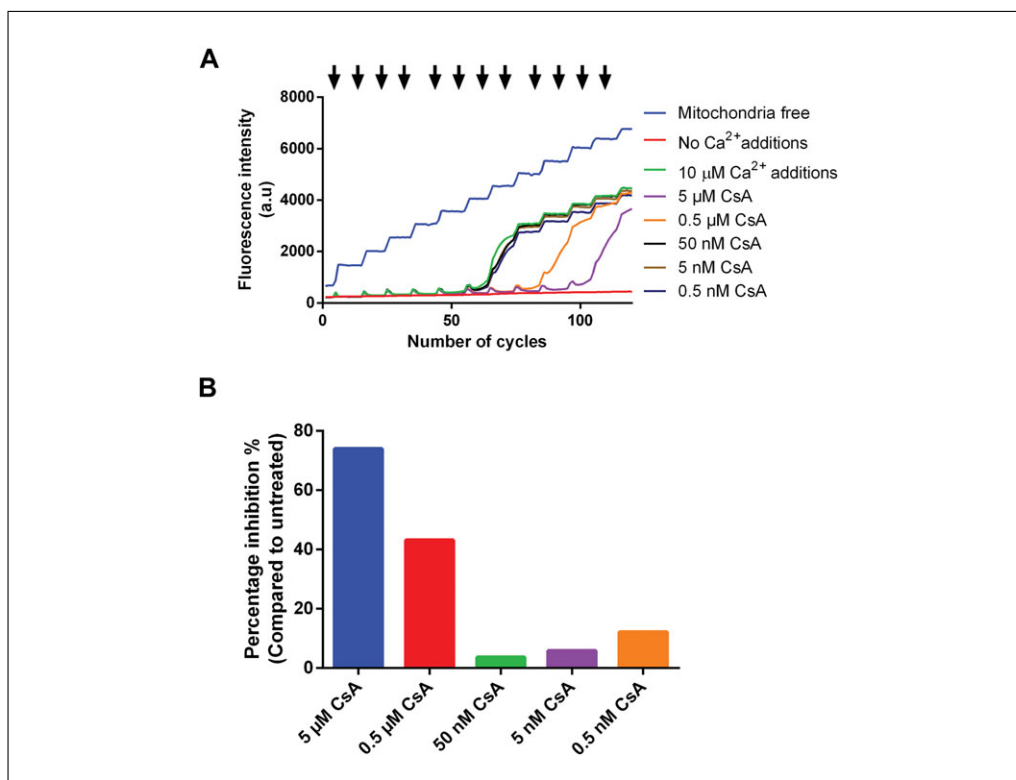 A
Fluorescence intensity
(a.u)
8000
6000
4000
2000
0
0
50
100
Number of cycles
Mitochondria free
No Ca²⁺additions
10 µM Ca²⁺ additions
5 µM CsA
0.5 µM CsA
50 nM CsA
5 nM CsA
0.5 nM CsA
B
Percentage inhibition %
(Compared to untreated)
80
60
40
20
0
5 µM CsA
0.5 µM CsA
50 nM CsA
5 nM CsA
0.5 nM CsA